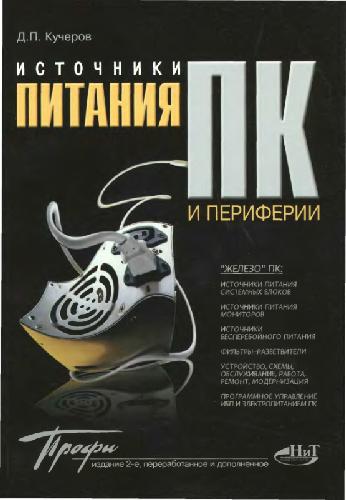 Д.П. Кучеров
ИСТОЧНИКИ
ПИТАНИЯ
ПК
И ПЕРИФЕРИИ
"ЖЕЛЕЗО" ПК:
ИСТОЧНИКИ ПИТАНИЯ
СИСТЕМНЫХ БЛОКОВ
ИСТОЧНИКИ ПИТАНИЯ
МОНИТОРОВ
ИСТОЧНИКИ
БЕСПЕРЕБОЙНОГО ПИТАНИЯ
ФИЛЬТРЫ-РАЗВЕТВИТЕЛИ
УСТРОЙСТВО, СХЕМЫ,
ОБСЛУЖИВАНИЕ, РАБОТА,
РЕМОНТ, МОДЕРНИЗАЦИЯ
ПРОГРАММНОЕ УПРАВЛЕНИЕ
ИБП И ЭЛЕКТРОПИТАНИЕМ ПК
Профи
издание 2-е, переработанное и дополненное
НиТ